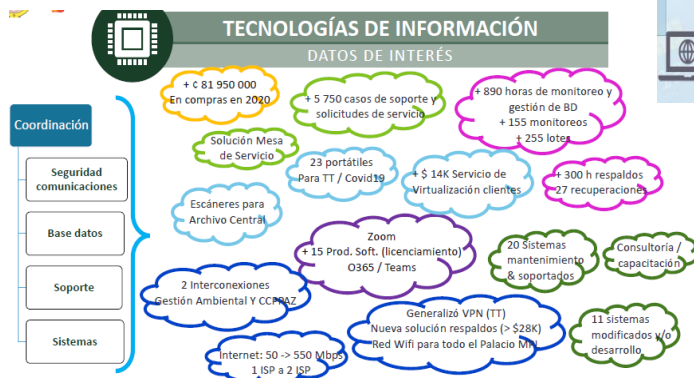 TECNOLOGÍAS DE INFORMACIÓN
DATOS DE INTERÉS
Coordinación
Seguridad
comunicaciones
Base datos
Soporte
Sistemas
+ ¢ 81 950 000
En compras en 2020
+ 5 750 casos de soporte y
solicitudes de servicio
+ 890 horas de monitoreo y
gestión de BD
+ 155 monitoreos
+ 255 lotes
Solución Mesa
de Servicio
23 portátiles
Para TT / Covid19
+ $ 14K Servicio de
Virtualización clientes
+ 300 h respaldos
27 recuperaciones
Escáneres para
Archivo Central
Zoom
+ 15 Prod. Soft. (licenciamiento)
O365 / Teams
20 Sistemas
mantenimiento
& soportados
Consultoría /
capacitación
2 Interconexiones
Gestión Ambiental Y CCPPAZ
Generalizó VPN (TT)
Nueva solución respaldos (> $28K)
Red Wifi para todo el Palacio
11 sistemas
modificados y/o
desarrollo
Internet: 50 -> 550 Mbps
1 ISP a 2 ISP